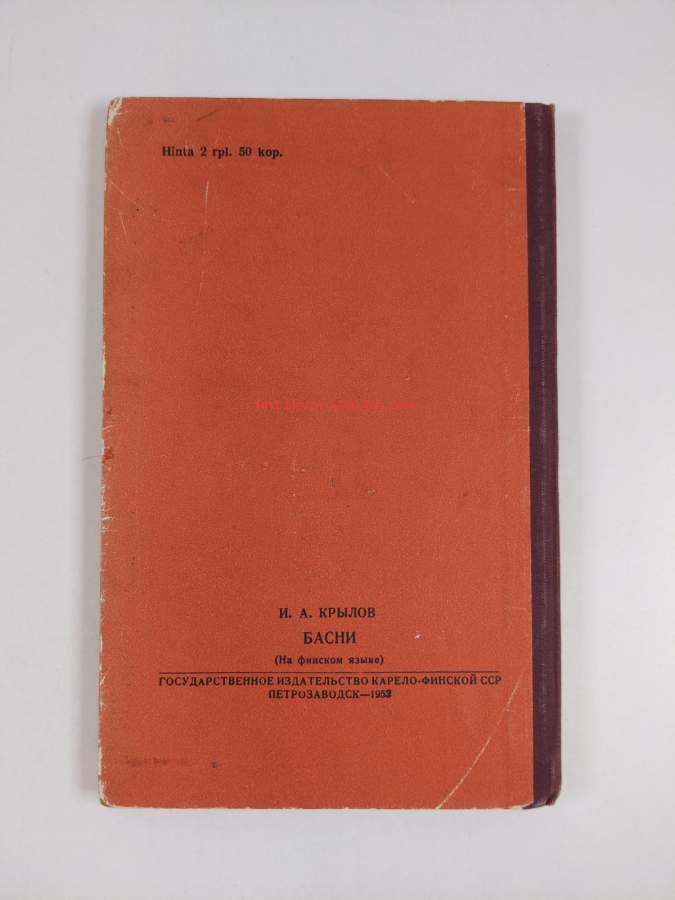 Hinta 2 rpl. 50 kop.
И. А. КРЫЛОВ
БАСНИ
(На финском языке)
ГОСУДАРСТВЕННОЕ ИЗДАТЕЛЬСТВО КАРЕЛО-ФИНСКОЙ ССР
ПЕТРОЗАВОДСК—1953